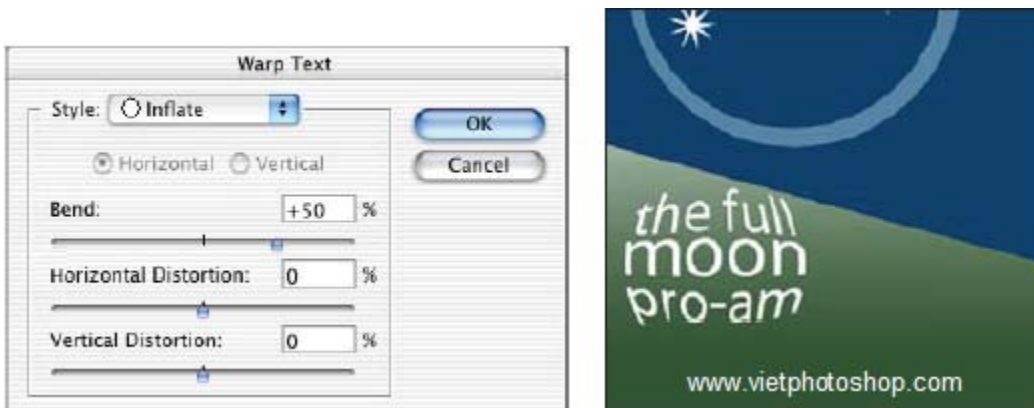 Warp Text
Style: Inflate
Horizontal Vertical
Bend: +50 %
Horizontal Distortion: 0 %
Vertical Distortion: 0 %
OK
Cancel
the full
moon
pro-am
www.vietphotoshop.com